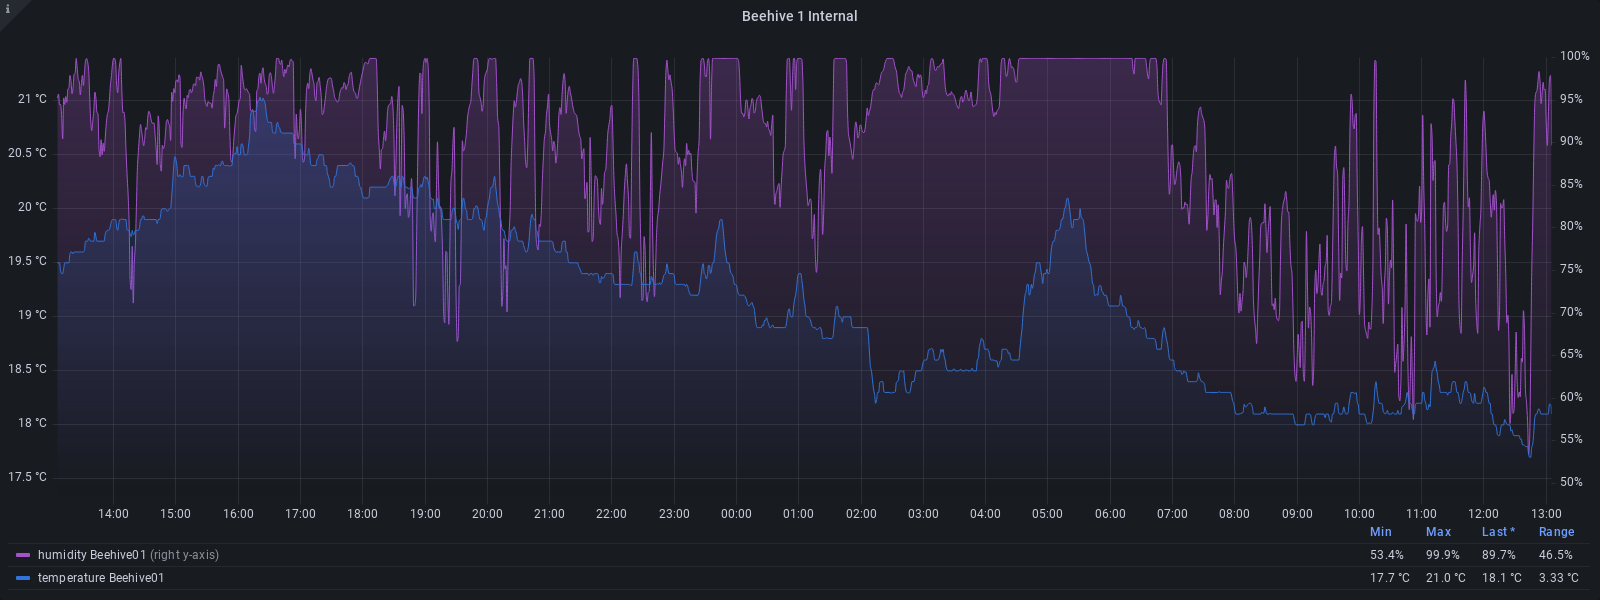 i
Beehive 1 Internal
21 °C
20.5 °C
20 °C
19.5 °C
19 °C
18.5 °C
18 °C
17.5 °C
100%
95%
90%
85%
80%
75%
70%
65%
60%
55%
50%
14:00 15:00 16:00 17:00 18:00 19:00 20:00 21:00 22:00 23:00 00:00 01:00 02:00 03:00 04:00 05:00 06:00 07:00 08:00 09:00 10:00 11:00 12:00 13:00
Min Max Last * Range
humidity Beehive01 (right y-axis) 53.4% 99.9% 89.7% 46.5%
temperature Beehive01 17.7 °C 21.0 °C 18.1 °C 3.33 °C